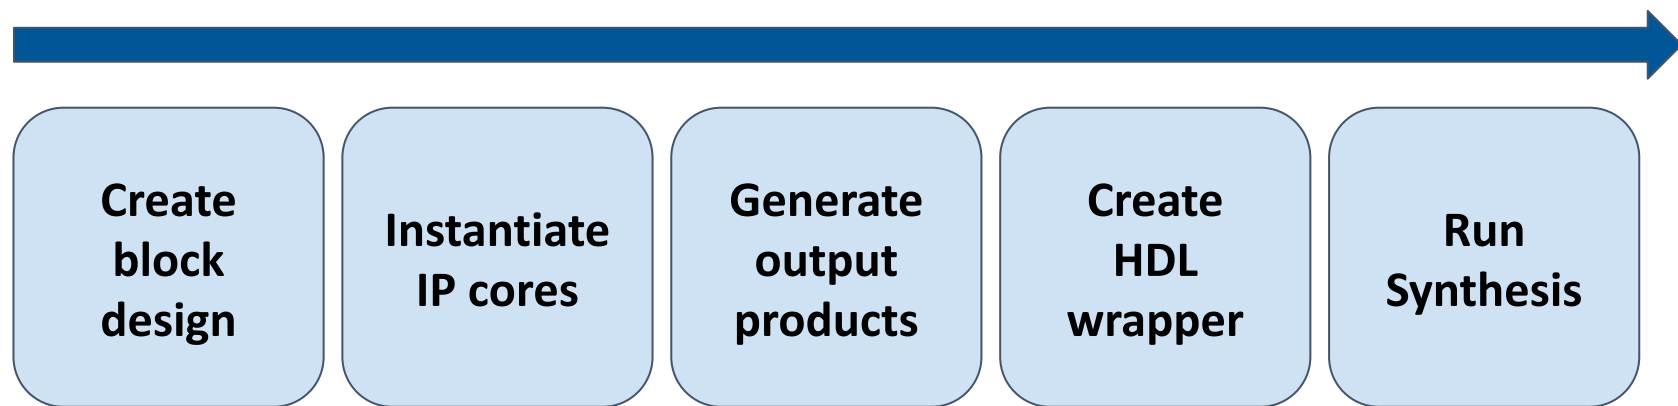 Create
block
design
Instantiate
IP cores
Generate
output
products
Create
HDL
wrapper
Run
Synthesis